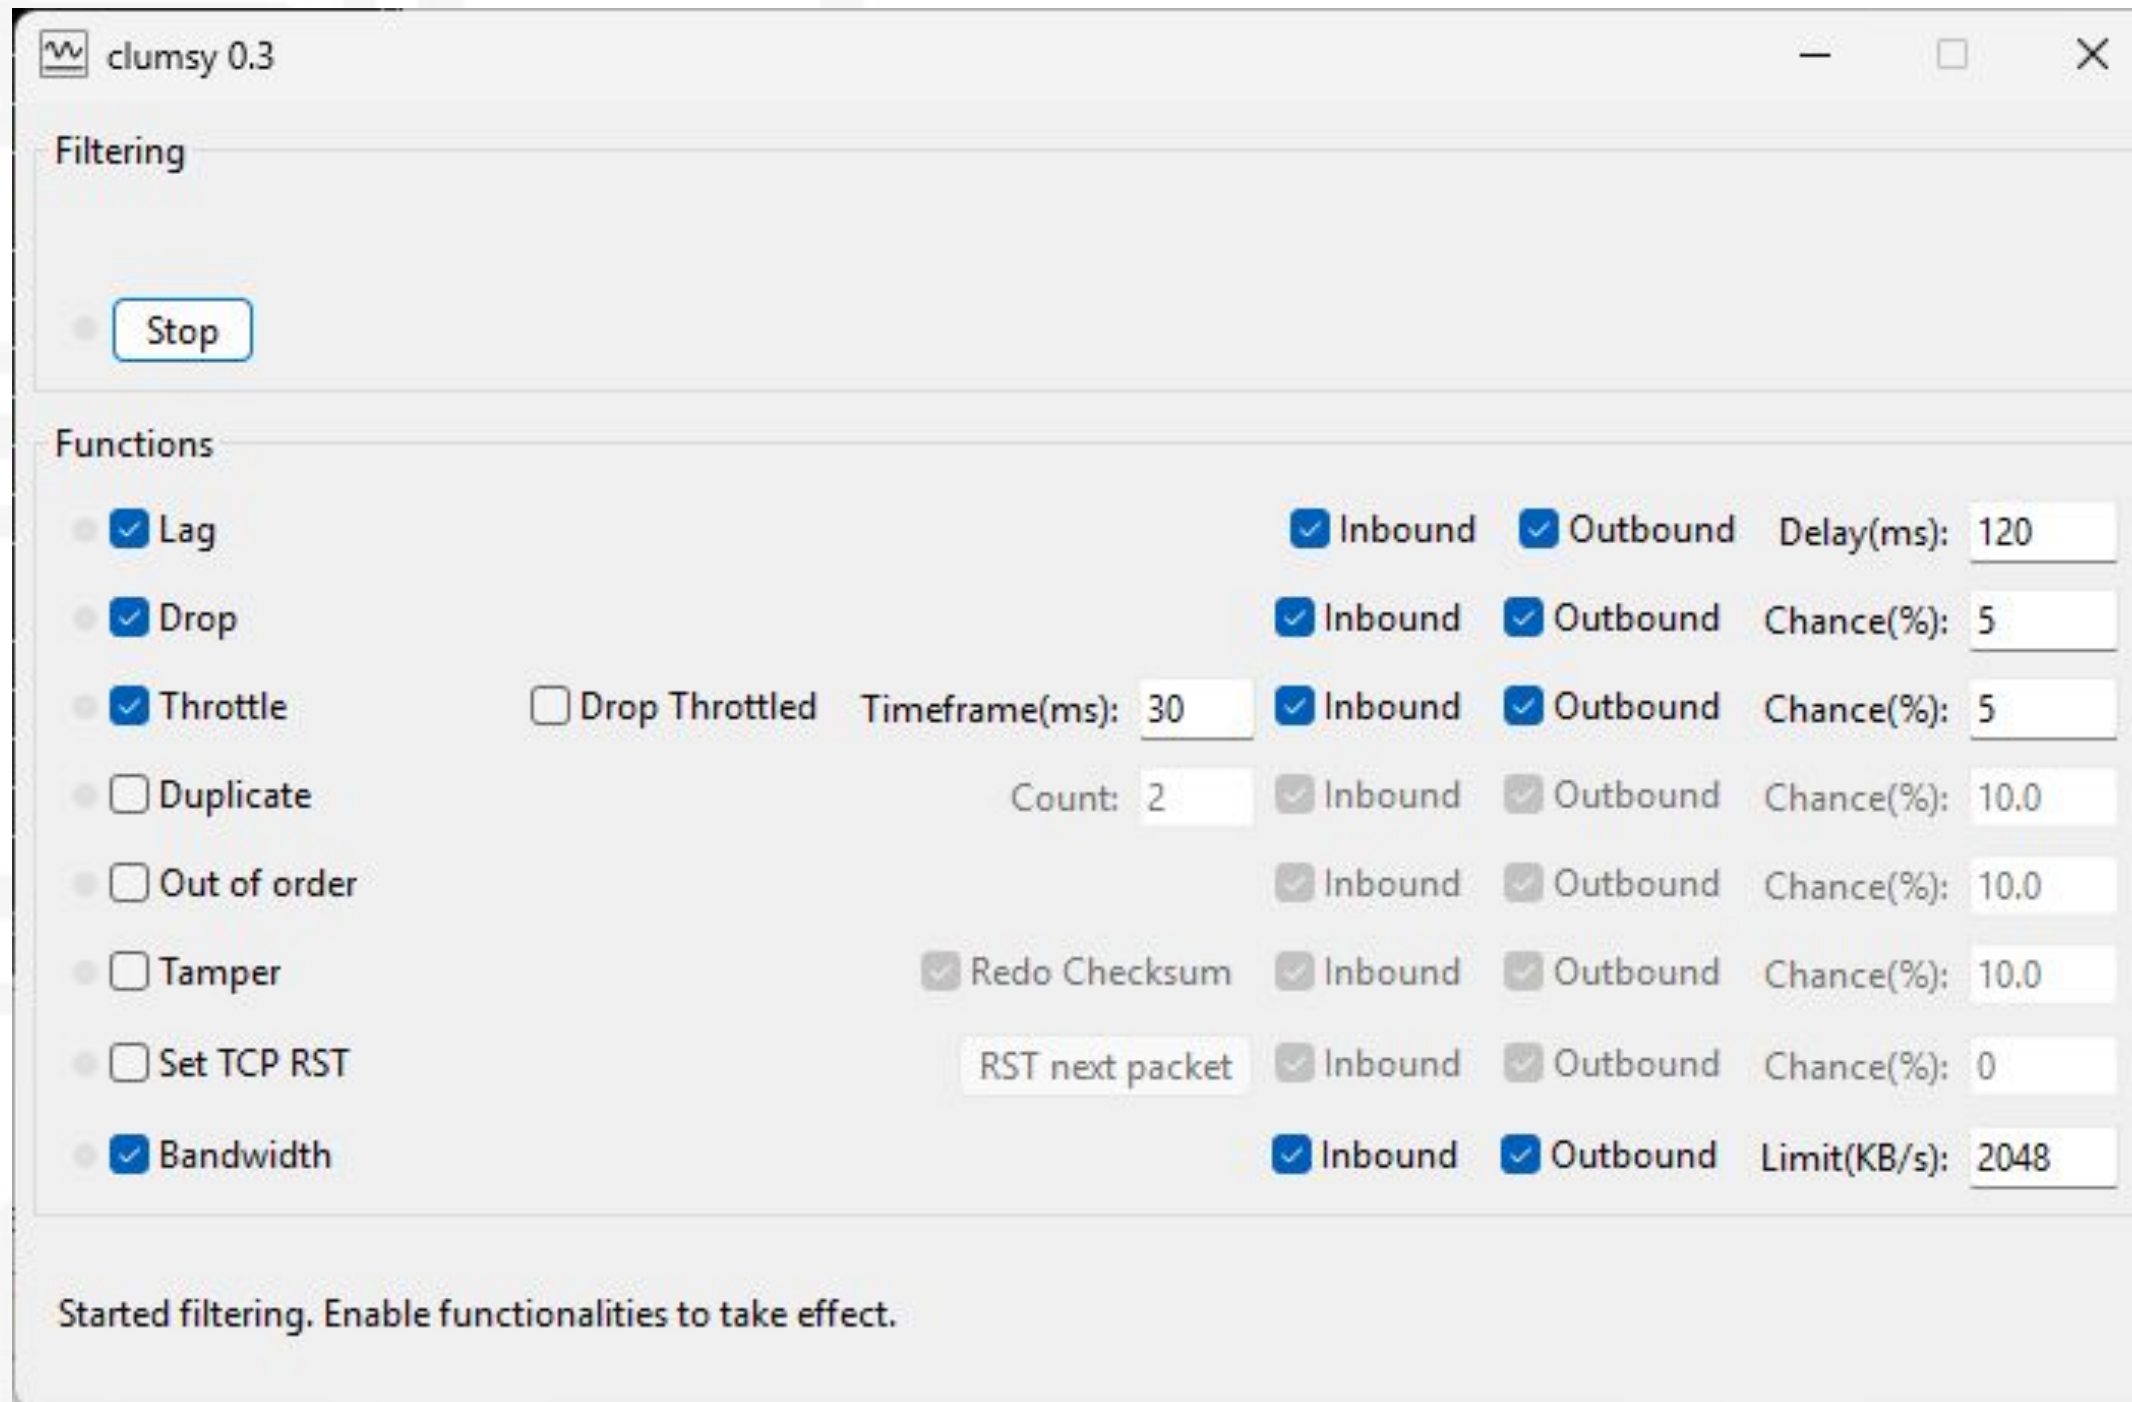 clumsy 0.3
Filtering
Stop
Functions
Lag Inbound Outbound Delay(ms): 120
Drop Inbound Outbound Chance(%): 5
Throttle Drop Throttled Timeframe(ms): 30 Inbound Outbound Chance(%): 5
Duplicate Count: 2 Inbound Outbound Chance(%): 10.0
Out of order Inbound Outbound Chance(%): 10.0
Tamper Redo Checksum Inbound Outbound Chance(%): 10.0
Set TCP RST RST next packet Inbound Outbound Chance(%): 0
Bandwidth Inbound Outbound Limit(KB/s): 2048
Started filtering. Enable functionalities to take effect.